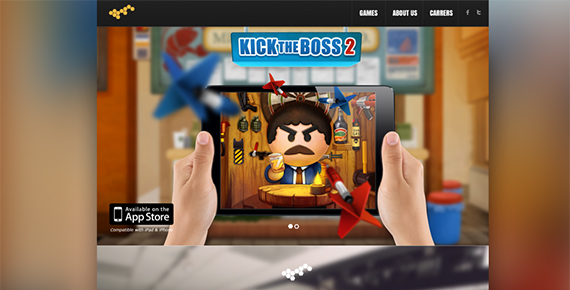 GAMES ABOUT US CARRERS
KICK THE BOSS 2
Available on the
App Store
Compatible with iPad & iPhone